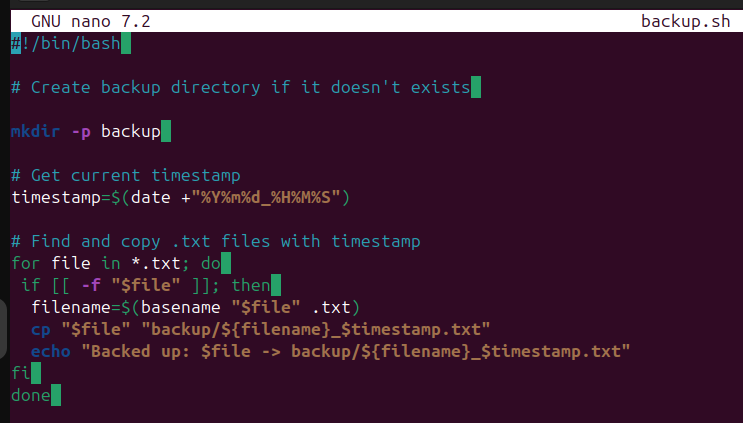 GNU nano 7.2 backup.sh
#!/bin/bash
# Create backup directory if it doesn't exists
mkdir -p backup
# Get current timestamp
timestamp=$(date +"%Y%m%d_%H%M%S")
# Find and copy .txt files with timestamp
for file in *.txt; do
if [[ -f "$file" ]]; then
filename=$(basename "$file" .txt)
cp "$file" "backup/${filename}_$timestamp.txt"
echo "Backed up: $file -> backup/${filename}_$timestamp.txt"
fi
done